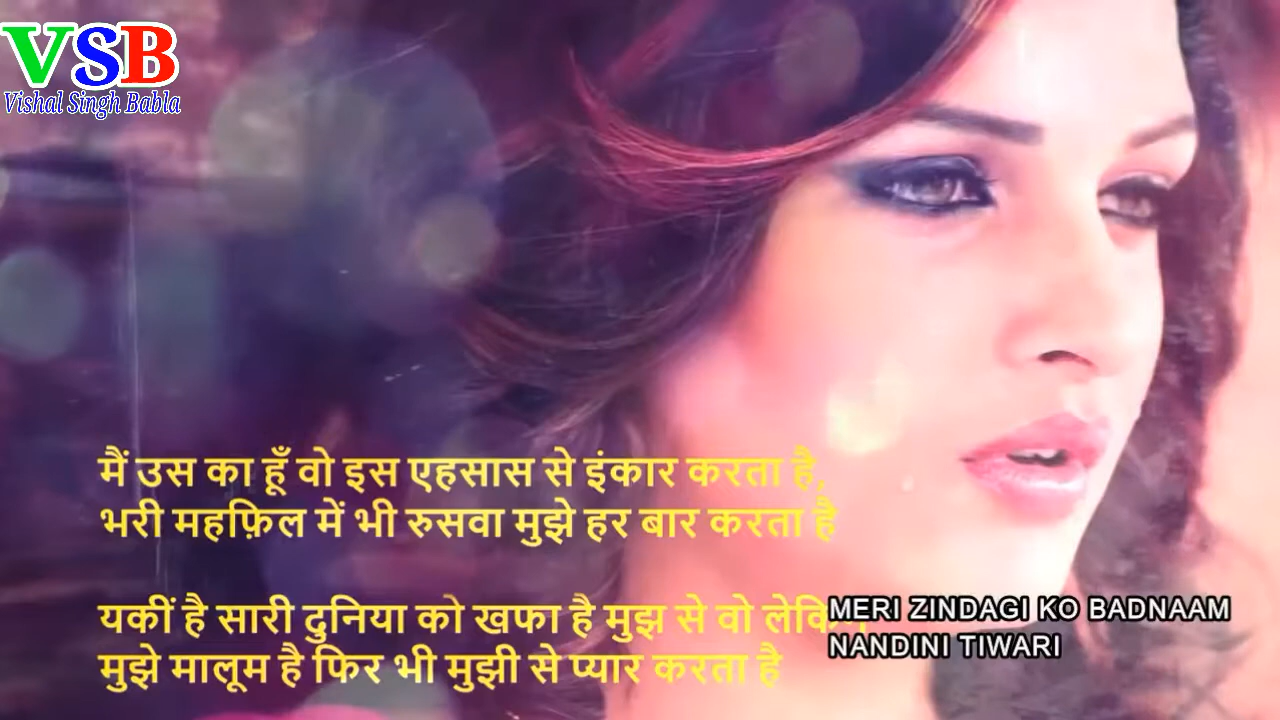 VSB
Vishal Singh Babla
मैं उस का हूँ वो इस एहसास से इंकार करता है,
भरी महफ़िल में भी रुसवा मुझे हर बार करता है
यकीं है सारी दुनिया को खफा है मुझ से वो
मुझे मालूम है फिर भी मुझी से प्यार करता है
MERI ZINDAGI KO BADNAAM
NANDINI TIWARI